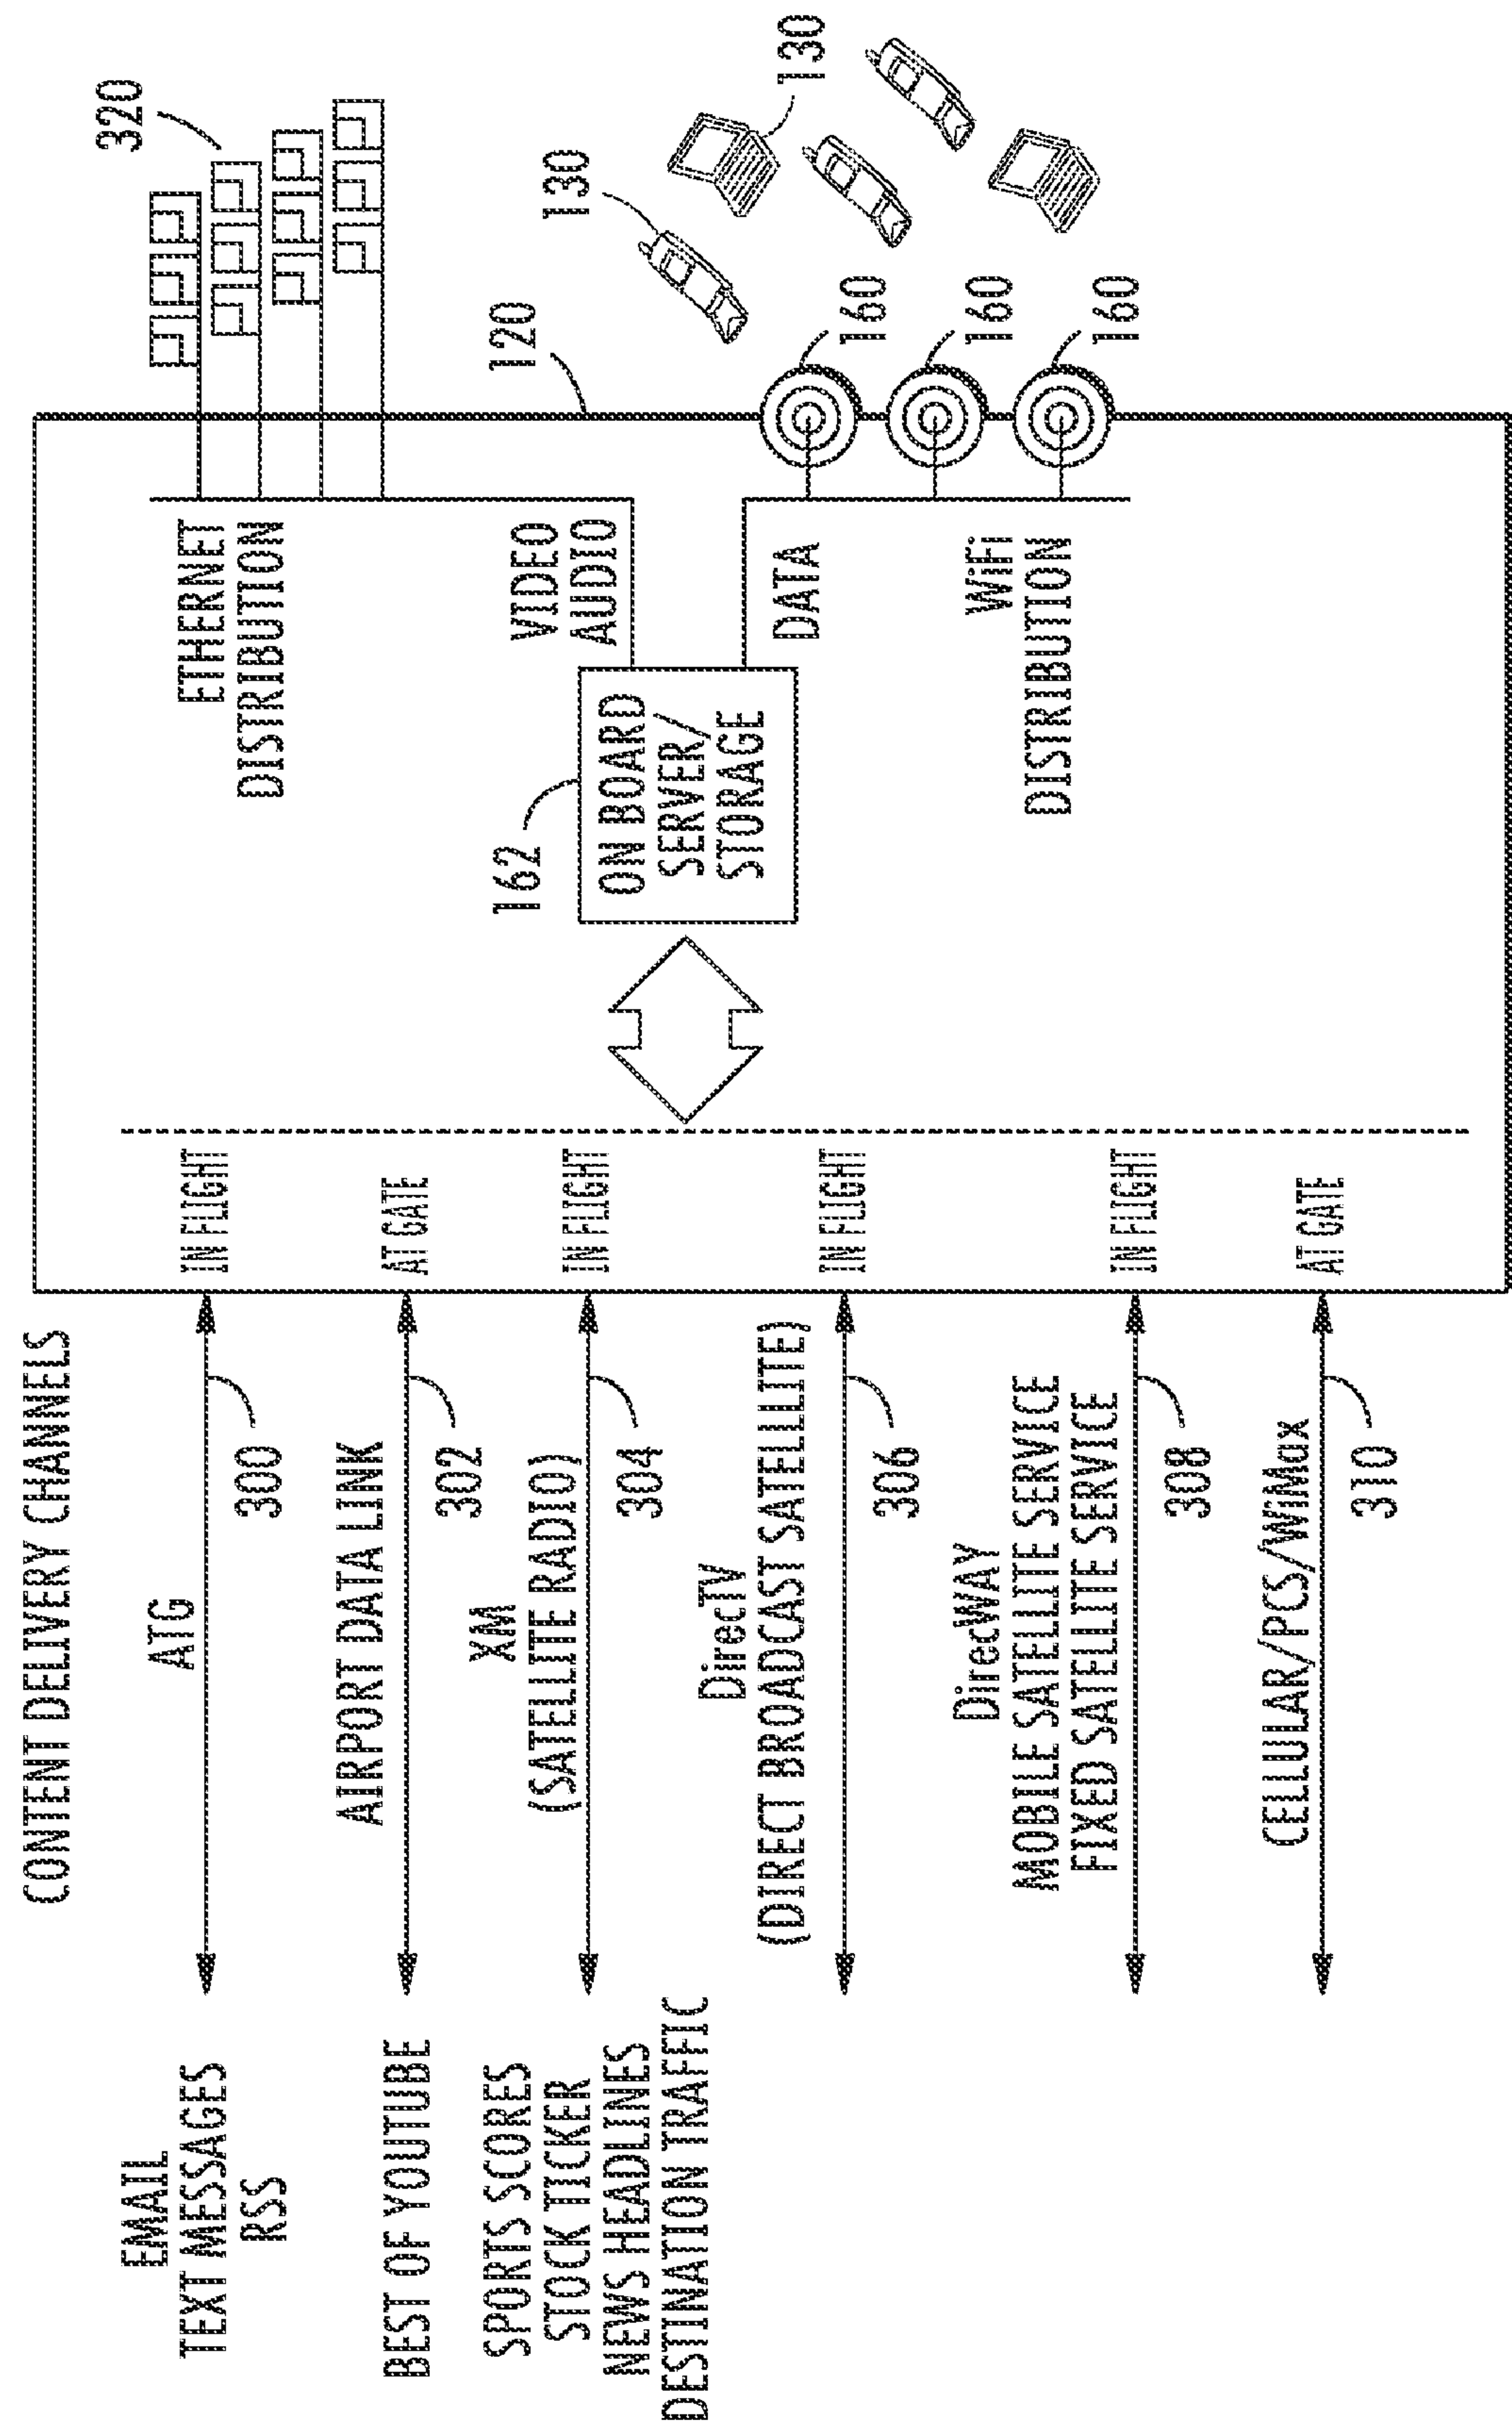 CONTENT DELIVERY CHANNELS
EMAIL
TEXT MESSAGES
RSS
ATG
300
IN FLIGHT
BEST OF YOUTUBE
AIRPORT DATA LINK
302
AT GATE
SPORTS SCORES
STOCK TICKER
NEWS HEADLINES
DESTINATION TRAFFIC
XM
(SATELLITE RADIO)
304
IN FLIGHT
DirecTV
(DIRECT BROADCAST SATELLITE)
306
IN FLIGHT
DirecWAY
MOBILE SATELLITE SERVICE
FIXED SATELLITE SERVICE
308
IN FLIGHT
CELLULAR/PCS/WiMax
310
AT GATE
162
ON BOARD
SERVER/
STORAGE
ETHERNET
DISTRIBUTION
VIDEO
AUDIO
DATA
WiFi
DISTRIBUTION
320
120
130
130
160
160
160